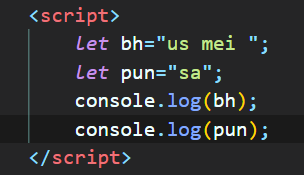 <script>
let bh="us mei ";
let pun="sa";
console.log(bh);
console.log(pun);
</script>